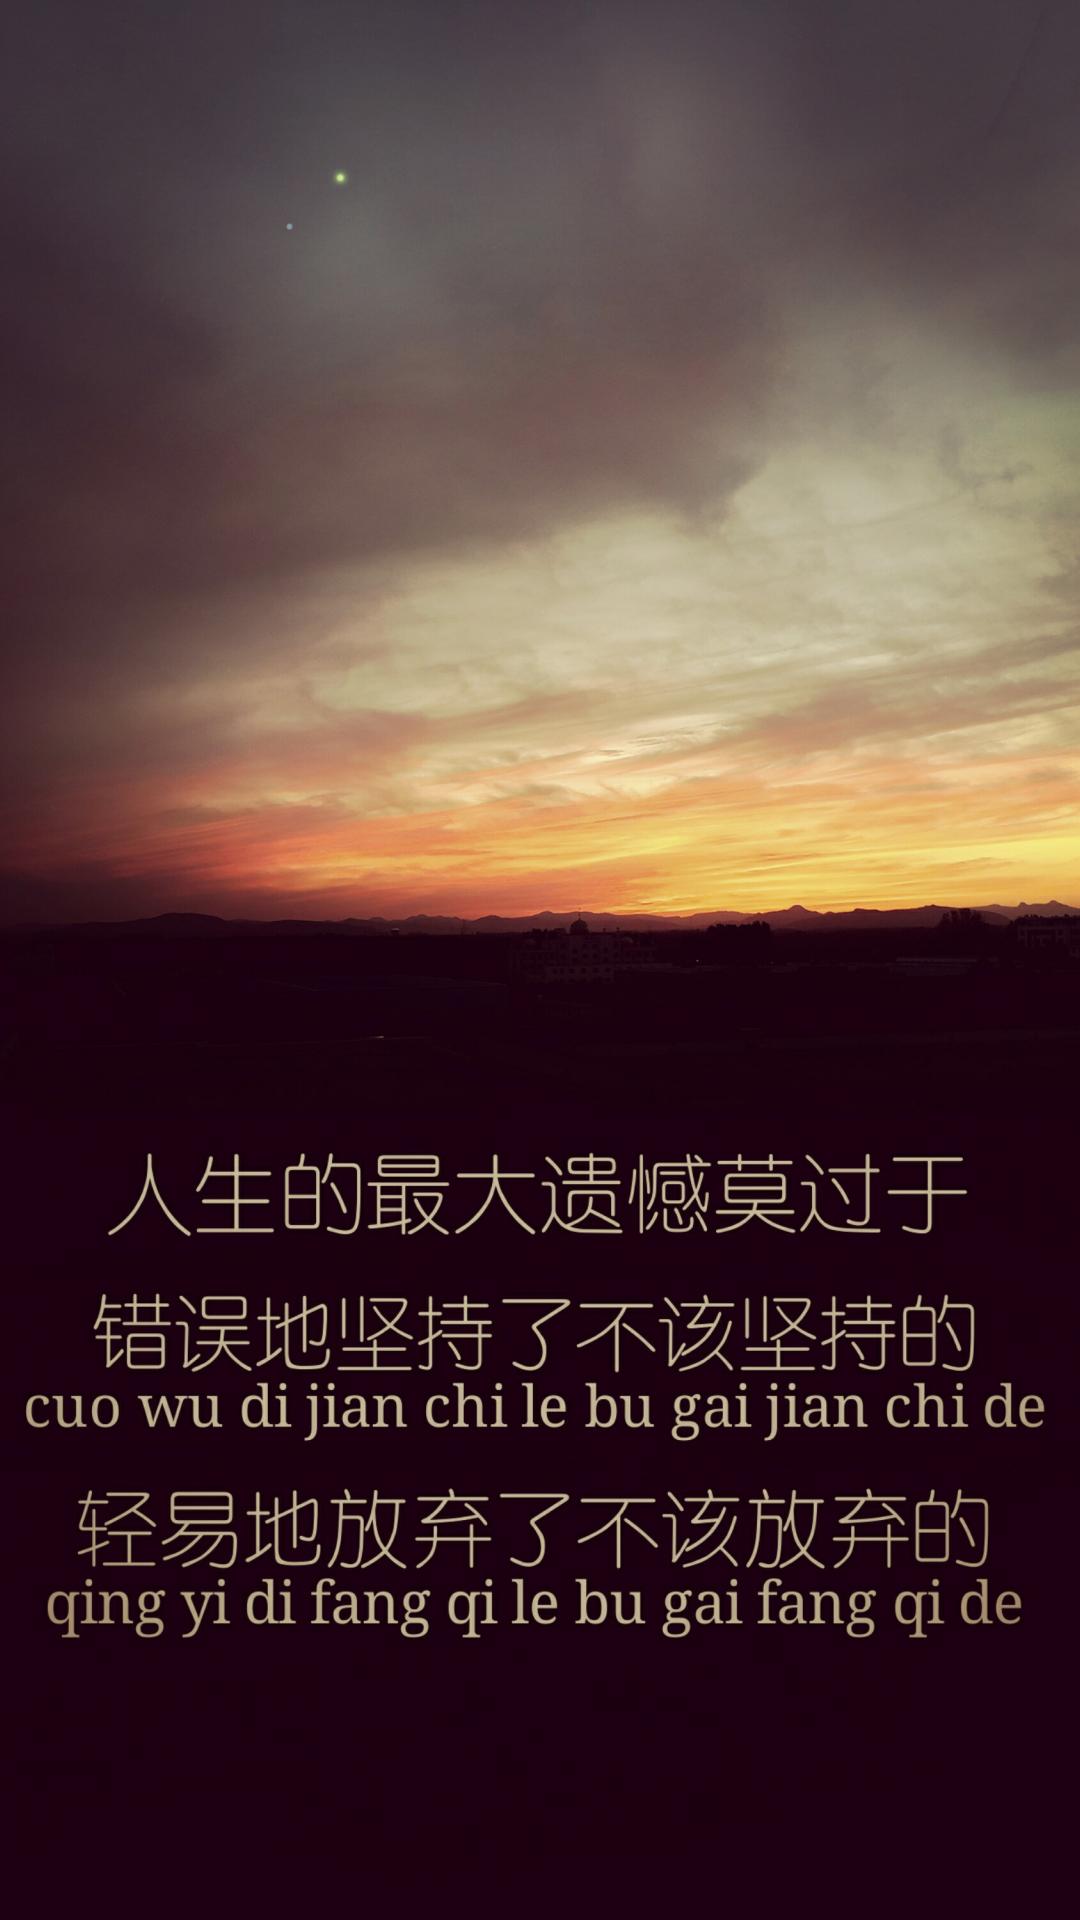 人生的最大遗憾莫过于
错误地坚持了不该坚持的
cuo wu di jian chi le bu gai jian chi de
轻易地放弃了不该放弃的
qing yi di fang qi le bu gai fang qi de